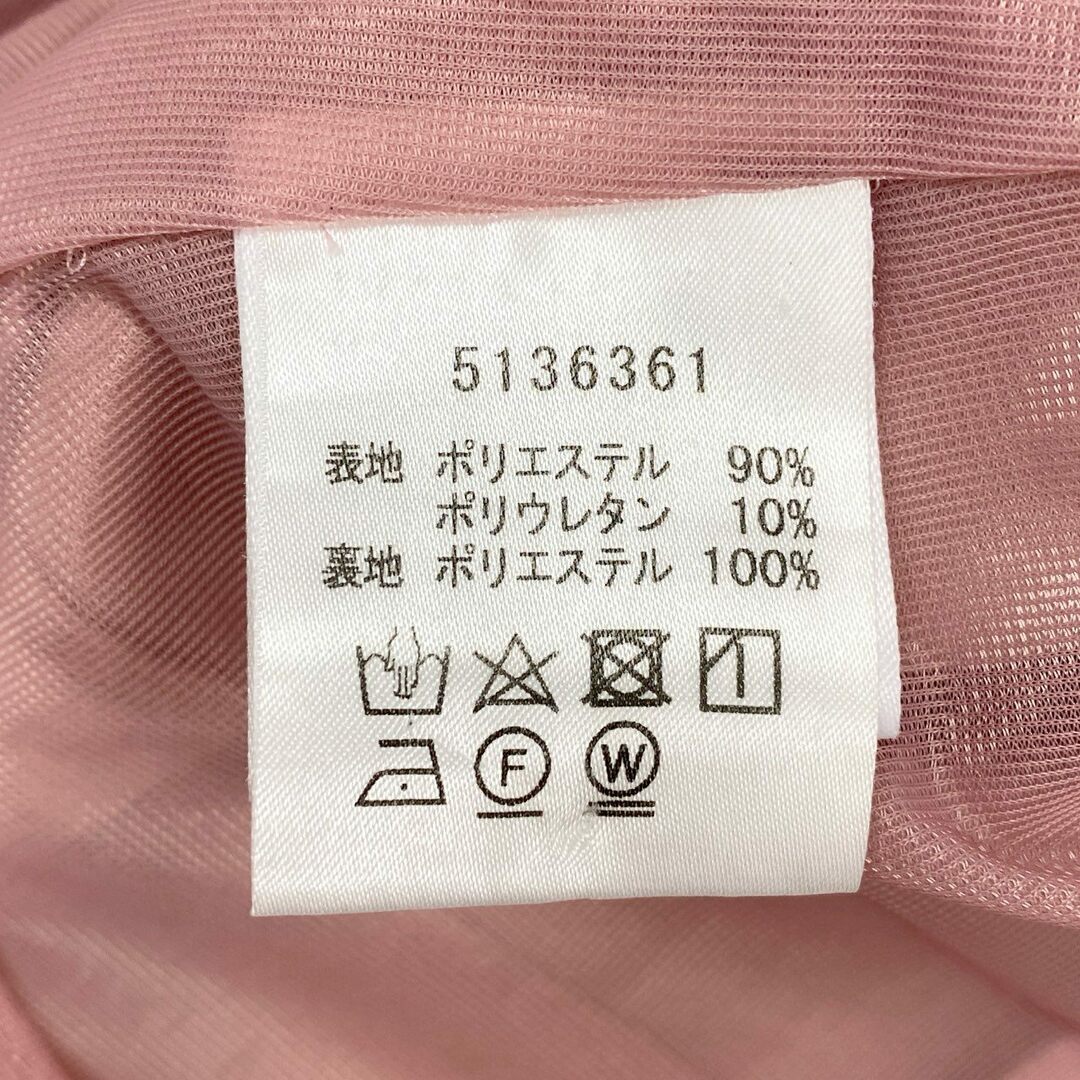 5136361
表地 ポリエステル 90%
ポリウレタン 10%
裏地 ポリエステル 100%
F W